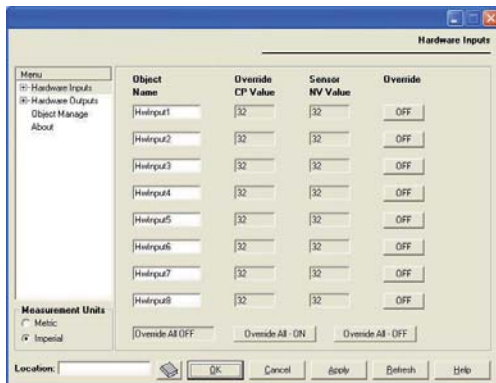 Hardware Inputs
Menu
Hardware Inputs
Hardware Outputs
Object Manage
About
Object Name Override CP Value Sensor NV Value Override
HwInput1 32 32 OFF
HwInput2 32 32 OFF
HwInput3 32 32 OFF
HwInput4 32 32 OFF
HwInput5 32 32 OFF
HwInput6 32 32 OFF
HwInput7 32 32 OFF
HwInput8 32 32 OFF
Measurement Units
Metric
Imperial
Override All OFF Override All - ON Override All - OFF
Location: OK Cancel Apply Refresh Help